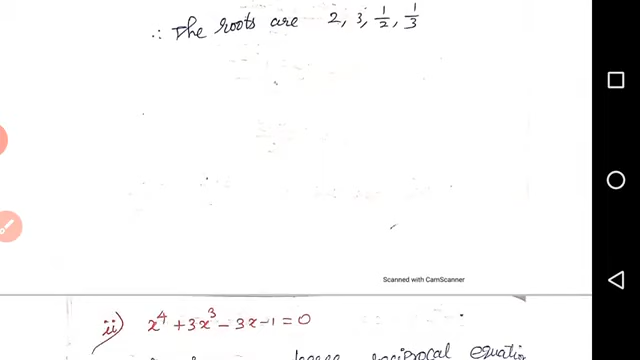 ∴ The roots are 2, 3, 1/2, 1/3
Scanned with CamScanner
ii) x⁴ + 3x³ - 3x - 1 = 0
reciprocal equation